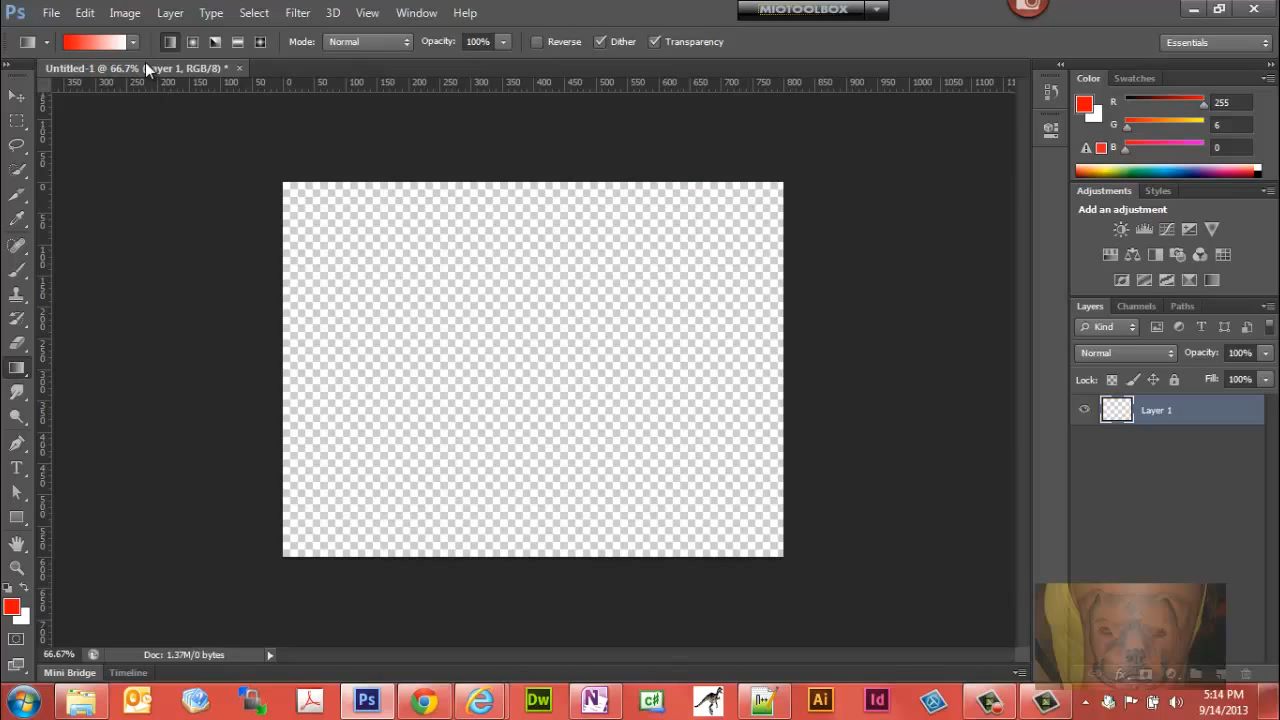 Ps File Edit Image Layer Type Select Filter 3D View Window Help MIOTOOLBOX
Mode: Normal Opacity: 100% Reverse Dither Transparency Essentials
Untitled-1 @ 66.7% (Layer 1, RGB/8) * ×
350 300 250 200 150 100 50 0 50 100 150 200 250 300 350 400 450 500 550 600 650 700 750 800 850 900 950 1000 1050 1100
Color Swatches
R 255
G 6
B 0
Adjustments Styles
Add an adjustment
Layers Channels Paths
Kind
Normal Opacity: 100%
Lock: Fill: 100%
Layer 1
66.67% Doc: 1.37M/0 bytes
Mini Bridge Timeline
Ps Dw N c# Ai Id
5:14 PM
9/14/2013